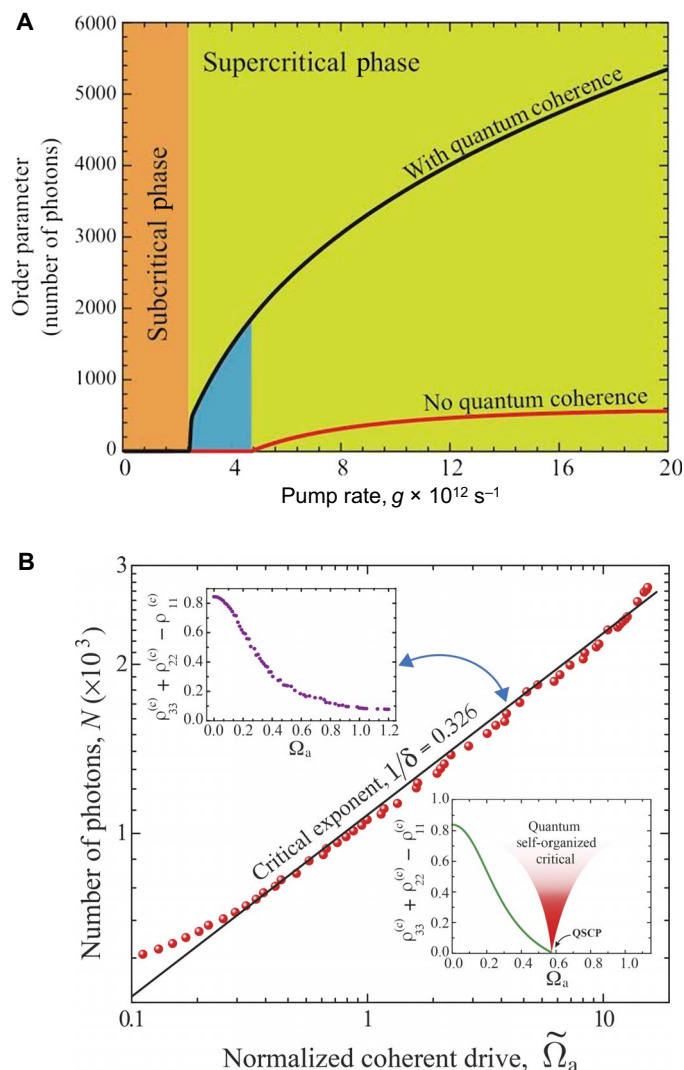 A
Order parameter
(number of photons)
6000
5000
4000
3000
2000
1000
0
Subcritical phase
Supercritical phase
With quantum coherence
No quantum coherence
0 4 8 12 16 20
Pump rate, g × 10¹² s⁻¹
B
Number of photons, N (×10³)
3
2
1
ρ₃₃⁽ᶜ⁾ + ρ₂₂⁽ᶜ⁾ − ρ₁₁⁽ᶜ⁾
0.8
0.6
0.4
0.2
0.0
0.0 0.2 0.4 0.6 0.8 1.0 1.2
Ωₐ
Critical exponent, 1/δ = 0.326
ρ₃₃⁽ᶜ⁾ + ρ₂₂⁽ᶜ⁾ − ρ₁₁⁽ᶜ⁾
1.0
0.8
0.6
0.4
0.2
0.0
Quantum
self-organized
critical
QSCP
0.0 0.2 0.4 0.6 0.8 1.0
Ωₐ
0.1 1 10
Normalized coherent drive, Ω̃ₐ